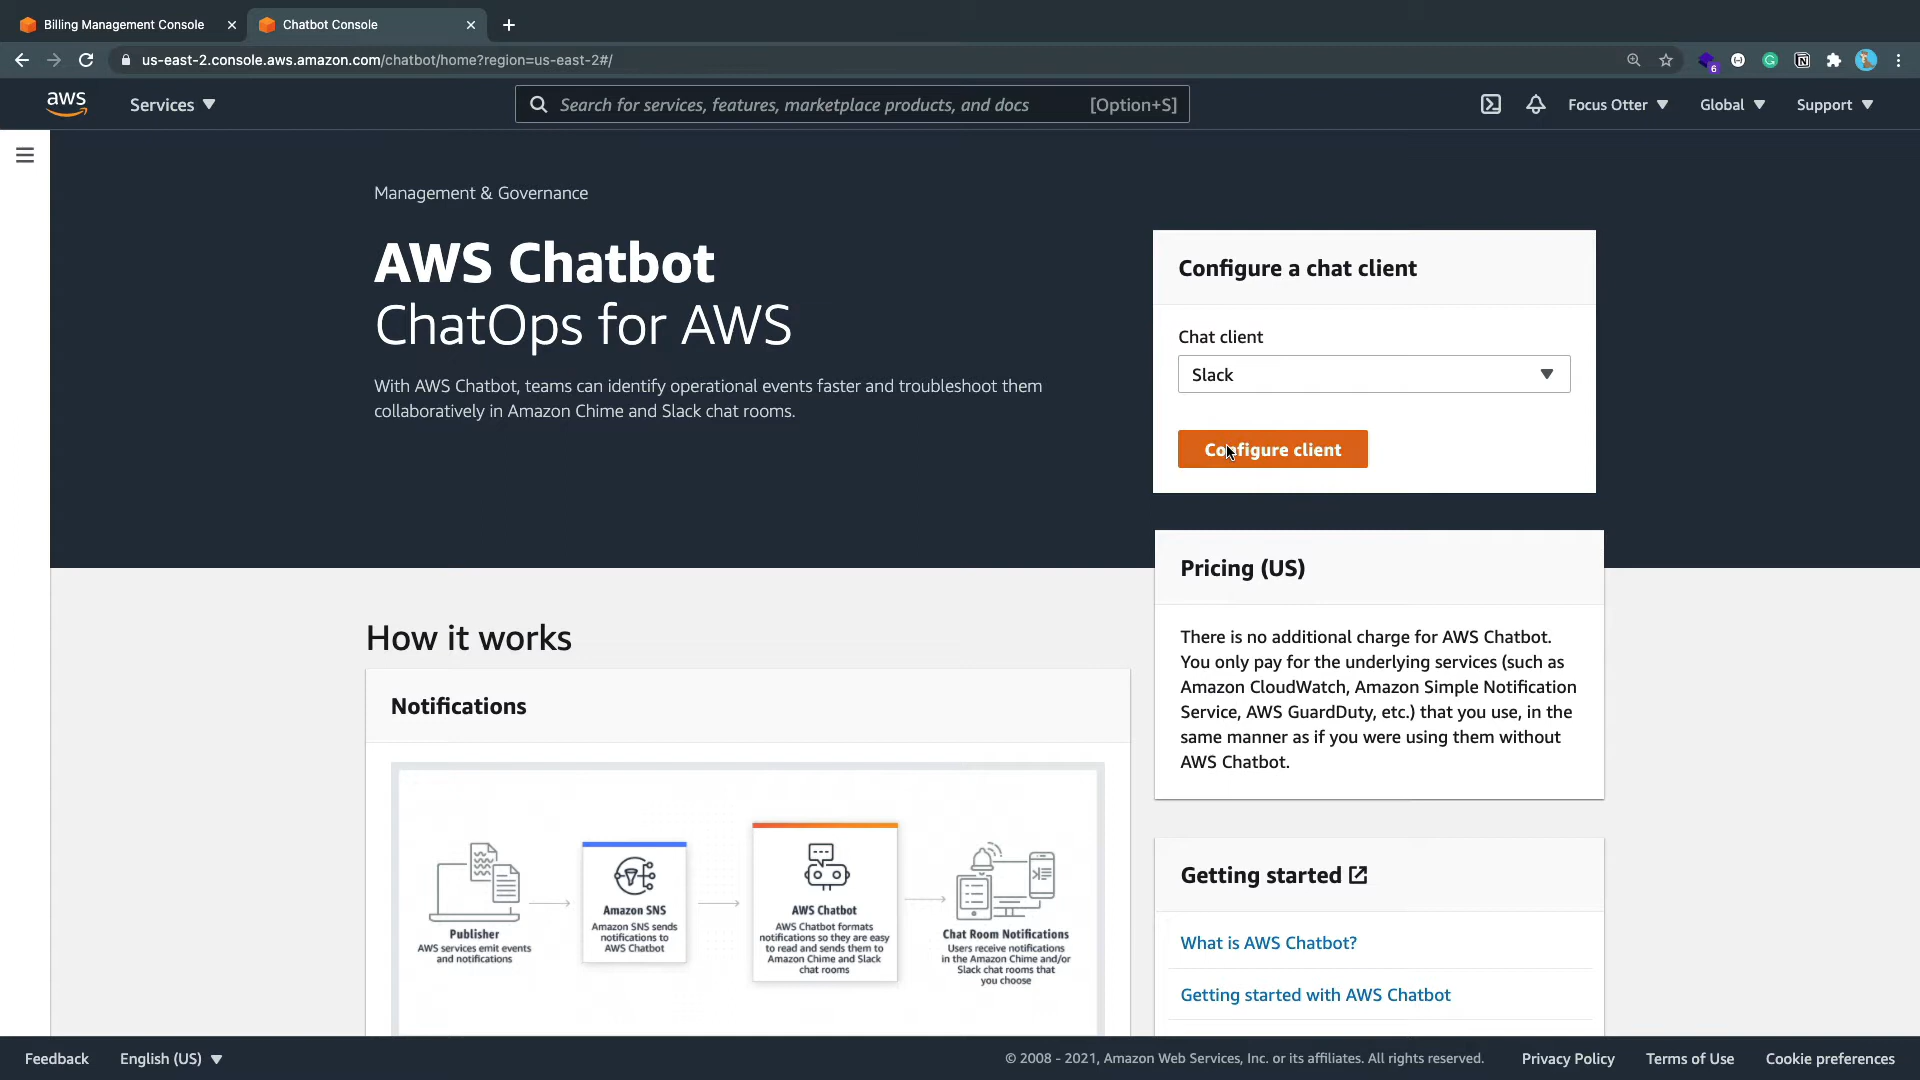 Billing Management Console
Chatbot Console
us-east-2.console.aws.amazon.com/chatbot/home?region=us-east-2#/
6
aws
Services
Search for services, features, marketplace products, and docs
[Option+S]
Focus Otter
Global
Support
Management & Governance
AWS Chatbot
ChatOps for AWS
With AWS Chatbot, teams can identify operational events faster and troubleshoot them
collaboratively in Amazon Chime and Slack chat rooms.
Configure a chat client
Chat client
Slack
Configure client
Pricing (US)
There is no additional charge for AWS Chatbot.
You only pay for the underlying services (such as
Amazon CloudWatch, Amazon Simple Notification
Service, AWS GuardDuty, etc.) that you use, in the
same manner as if you were using them without
AWS Chatbot.
How it works
Notifications
Publisher
AWS services emit events
and notifications
Amazon SNS
Amazon SNS sends
notifications to
AWS Chatbot
AWS Chatbot
AWS Chatbot formats
notifications so they are easy
to read and sends them to
Amazon Chime and Slack
chat rooms
Chat Room Notifications
Users receive notifications
in the Amazon Chime and/or
Slack chat rooms that
you choose
Getting started
What is AWS Chatbot?
Getting started with AWS Chatbot
Feedback
English (US)
© 2008 - 2021, Amazon Web Services, Inc. or its affiliates. All rights reserved.
Privacy Policy
Terms of Use
Cookie preferences